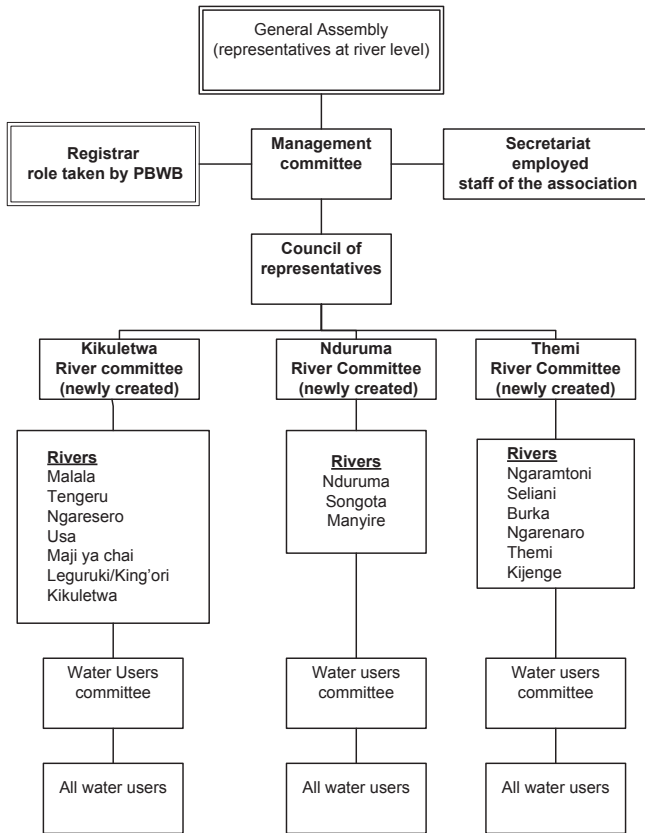 General Assembly
(representatives at river level)
Registrar
role taken by PBWB
Management
committee
Secretariat
employed
staff of the association
Council of
representatives
Kikuletwa
River committee
(newly created)
Nduruma
River Committee
(newly created)
Themi
River Committee
(newly created)
Rivers
Malala
Tengeru
Ngaresero
Usa
Maji ya chai
Leguruki/King'ori
Kikuletwa
Rivers
Nduruma
Songota
Manyire
Rivers
Ngaramtoni
Seliani
Burka
Ngarenaro
Themi
Kijenge
Water Users
committee
Water users
committee
Water users
committee
All water users
All water users
All water users